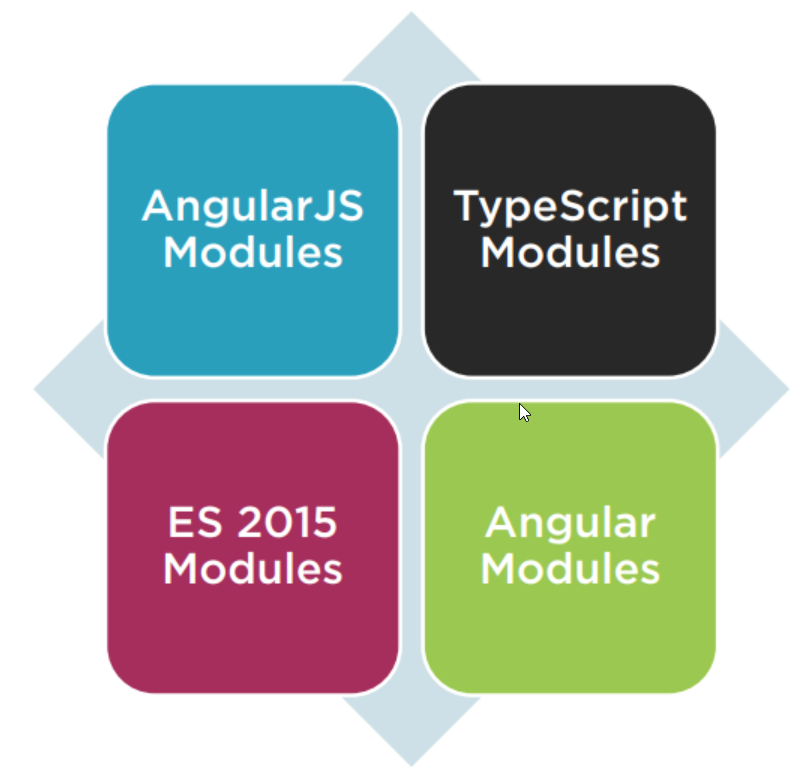 AngularJS
Modules
TypeScript
Modules
ES 2015
Modules
Angular
Modules